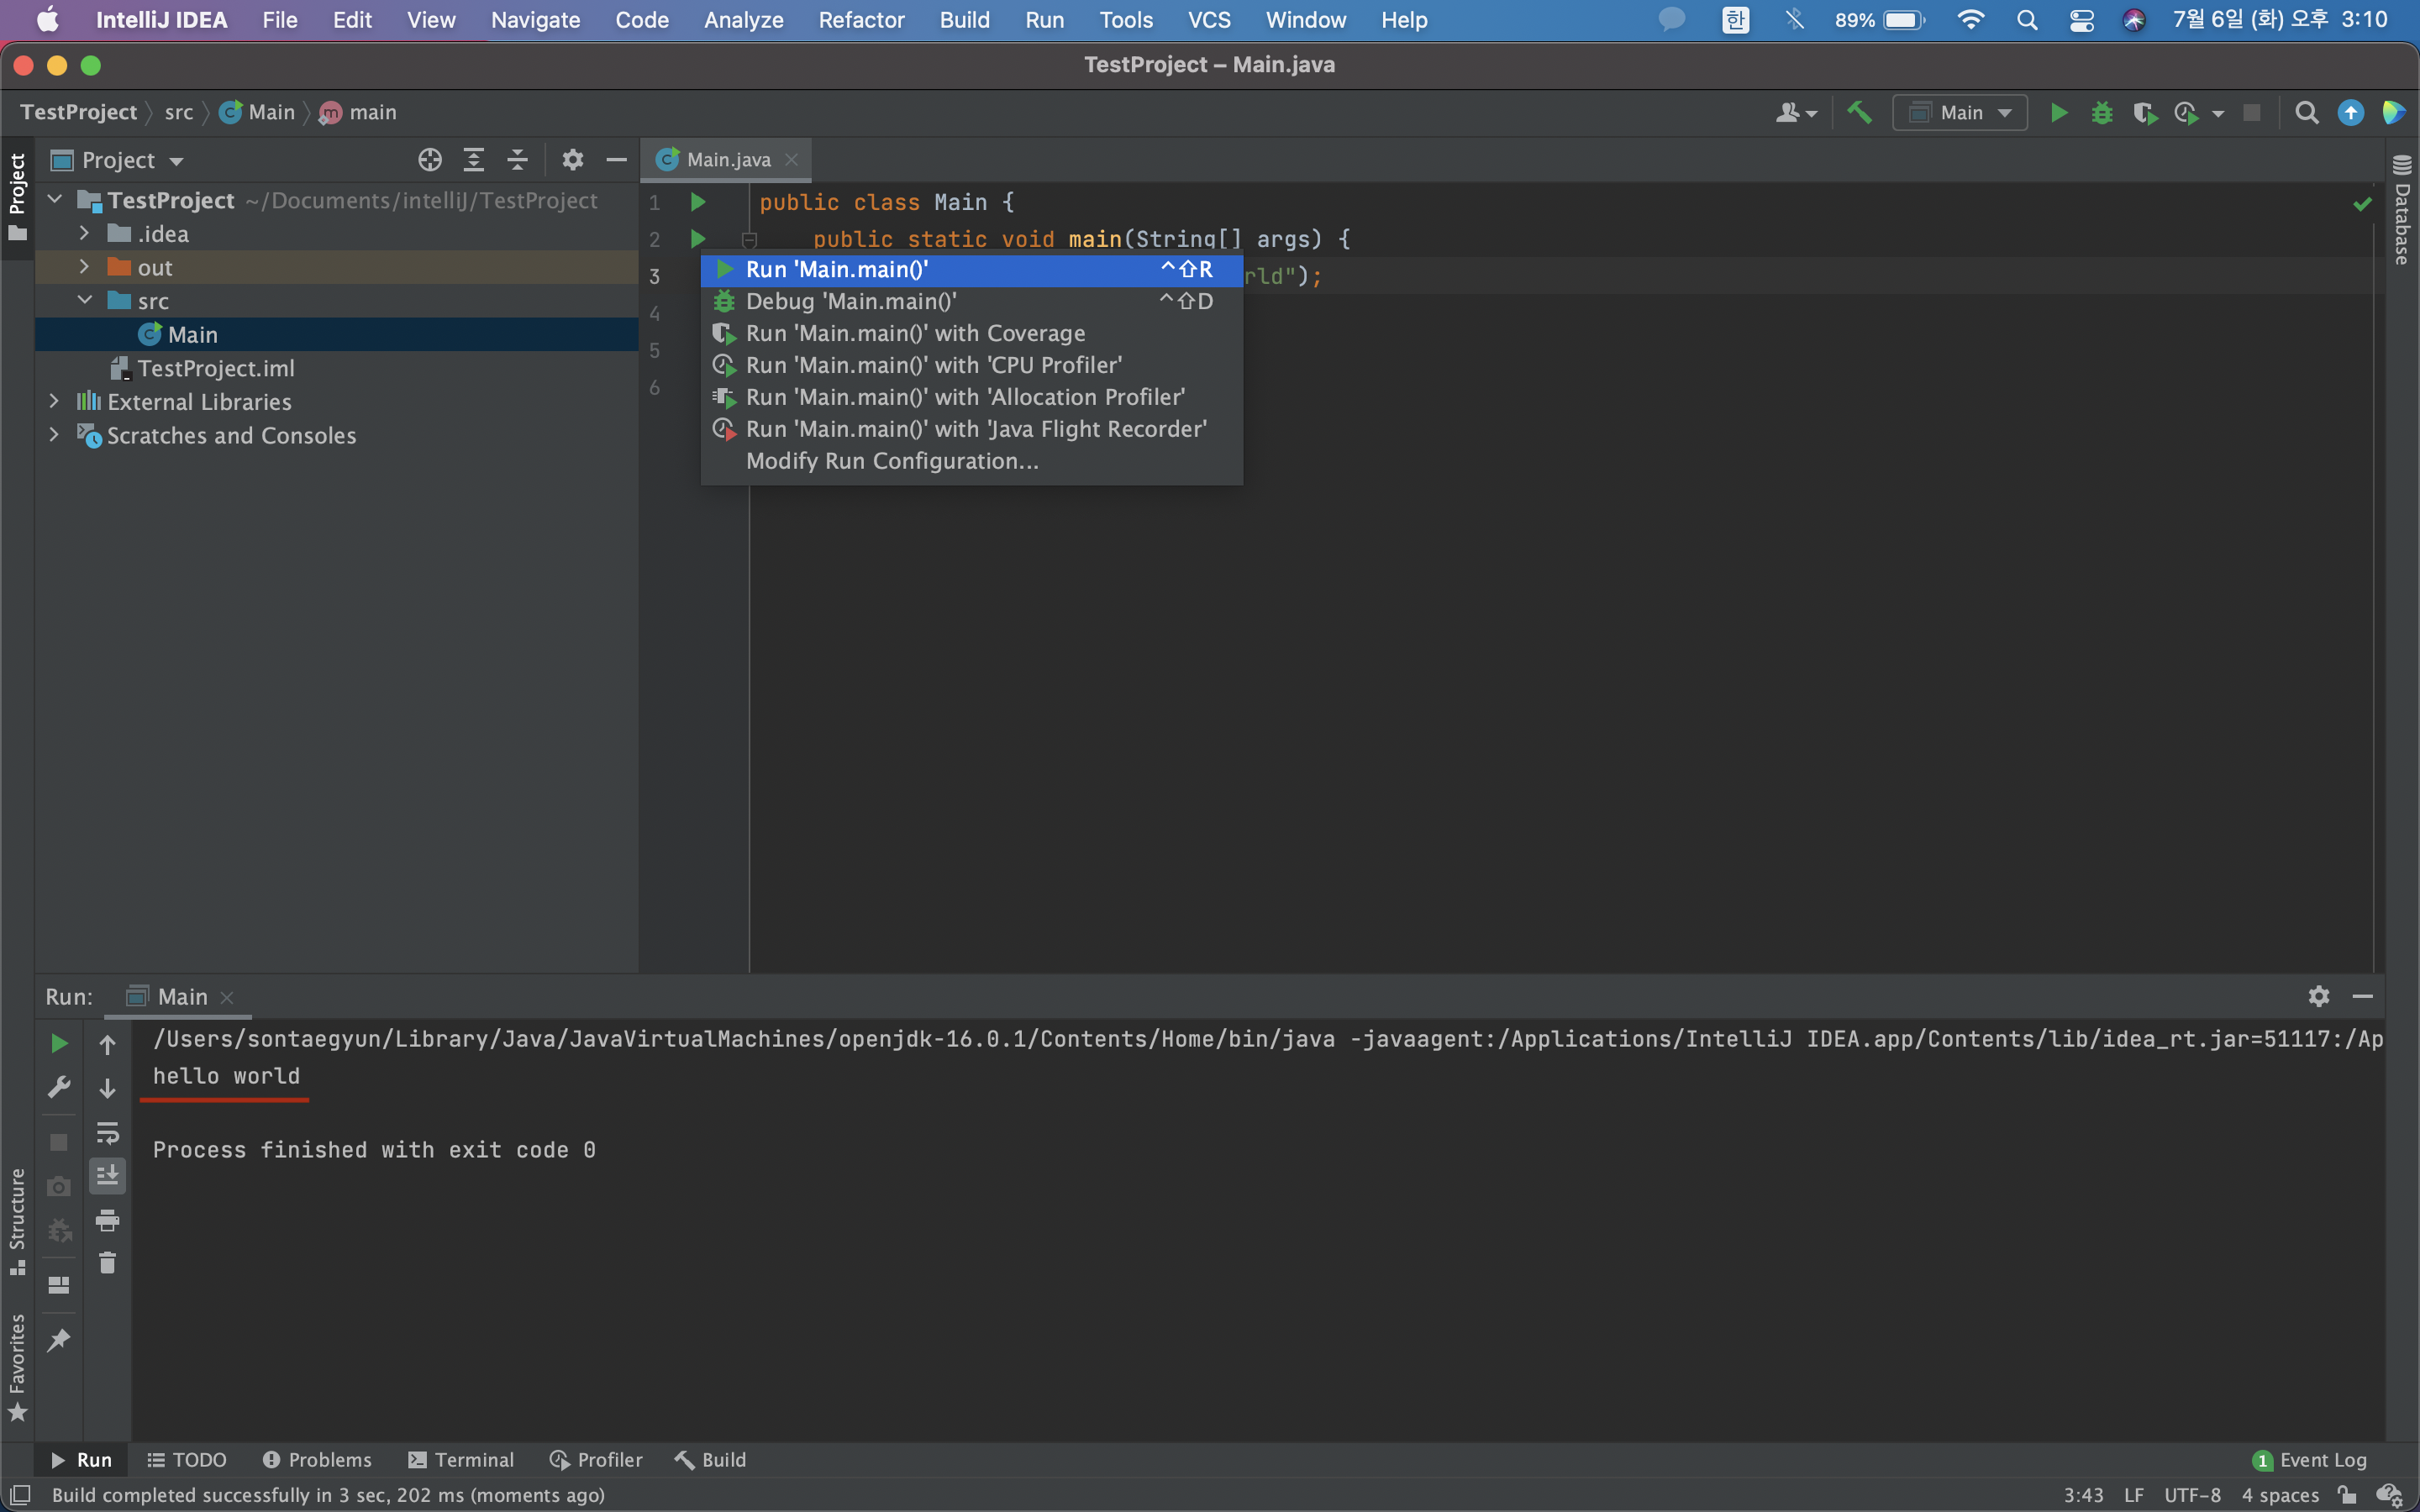 IntelliJ IDEA File Edit View Navigate Code Analyze Refactor Build Run Tools VCS Window Help 한 89% 7월 6일 (화) 오후 3:10
TestProject – Main.java
TestProject src Main main
Main
Project
Main.java
Project
Database
TestProject ~/Documents/intelliJ/TestProject
.idea
out
src
Main
TestProject.iml
External Libraries
Scratches and Consoles
1 public class Main {
2 public static void main(String[] args) {
3 rld");
4
5
6
Run 'Main.main()' ^⇧R
Debug 'Main.main()' ^⇧D
Run 'Main.main()' with Coverage
Run 'Main.main()' with 'CPU Profiler'
Run 'Main.main()' with 'Allocation Profiler'
Run 'Main.main()' with 'Java Flight Recorder'
Modify Run Configuration...
Run: Main
/Users/sontaegyun/Library/Java/JavaVirtualMachines/openjdk-16.0.1/Contents/Home/bin/java -javaagent:/Applications/IntelliJ IDEA.app/Contents/lib/idea_rt.jar=51117:/Ap
hello world
Process finished with exit code 0
Structure
Favorites
Run TODO Problems Terminal Profiler Build 1 Event Log
Build completed successfully in 3 sec, 202 ms (moments ago) 3:43 LF UTF-8 4 spaces